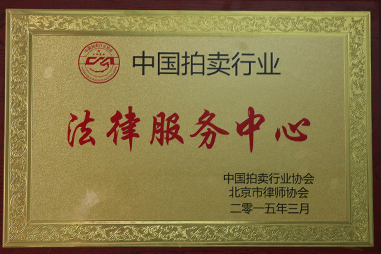 中国拍卖行业
法律服务中心
中国拍卖行业协会
北京市律师协会
二零一五年三月